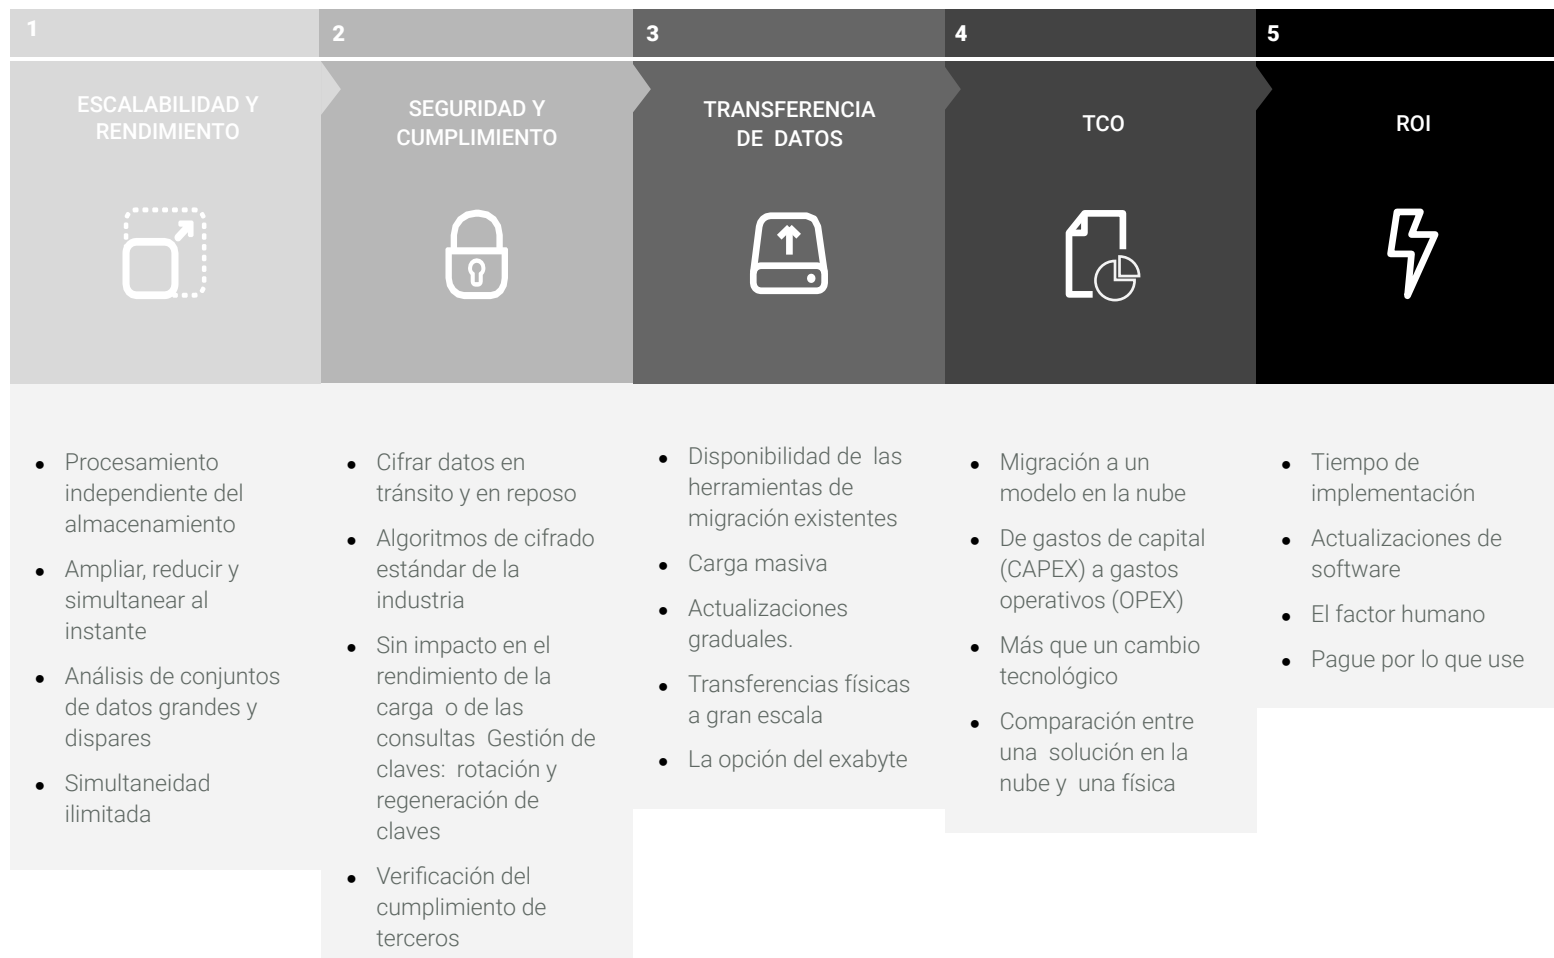 1
ESCALABILIDAD Y
RENDIMIENTO
• Procesamiento
independiente del
almacenamiento
• Ampliar, reducir y
simultanear al
instante
• Análisis de conjuntos
de datos grandes y
dispares
• Simultaneidad
ilimitada
2
SEGURIDAD Y
CUMPLIMIENTO
• Cifrar datos en
tránsito y en reposo
• Algoritmos de cifrado
estándar de la
industria
• Sin impacto en el
rendimiento de la
carga o de las
consultas Gestión de
claves: rotación y
regeneración de
claves
• Verificación del
cumplimiento de
terceros
3
TRANSFERENCIA
DE DATOS
• Disponibilidad de las
herramientas de
migración existentes
• Carga masiva
• Actualizaciones
graduales.
• Transferencias físicas
a gran escala
• La opción del exabyte
4
TCO
• Migración a un
modelo en la nube
• De gastos de capital
(CAPEX) a gastos
operativos (OPEX)
• Más que un cambio
tecnológico
• Comparación entre
una solución en la
nube y una física
5
ROI
• Tiempo de
implementación
• Actualizaciones de
software
• El factor humano
• Pague por lo que use